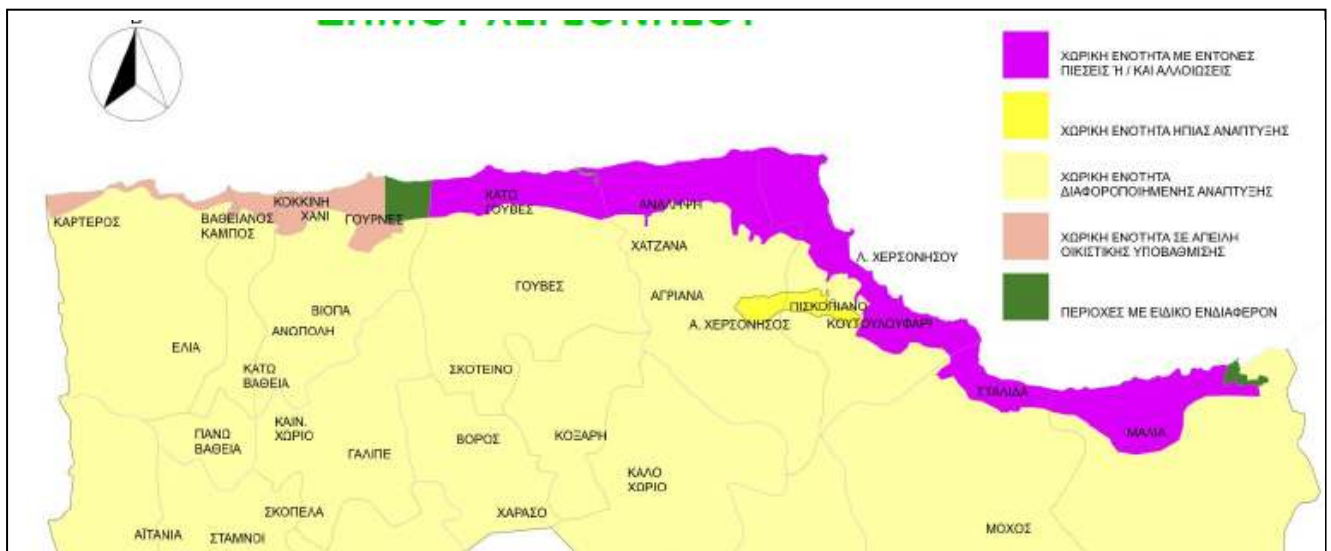 Β
ΔΗΜΟΥ ΧΕΡΣΟΝΗΣΟΥ
ΧΩΡΙΚΗ ΕΝΟΤΗΤΑ ΜΕ ΕΝΤΟΝΕΣ
ΠΙΕΣΕΙΣ Ή / ΚΑΙ ΑΛΛΟΙΩΣΕΙΣ
ΧΩΡΙΚΗ ΕΝΟΤΗΤΑ ΗΠΙΑΣ ΑΝΑΠΤΥΞΗΣ
ΧΩΡΙΚΗ ΕΝΟΤΗΤΑ
ΔΙΑΦΟΡΟΠΟΙΗΜΕΝΗΣ ΑΝΑΠΤΥΞΗΣ
ΧΩΡΙΚΗ ΕΝΟΤΗΤΑ ΣΕ ΑΠΕΙΛΗ
ΟΙΚΙΣΤΙΚΗΣ ΥΠΟΒΑΘΜΙΣΗΣ
ΠΕΡΙΟΧΕΣ ΜΕ ΕΙΔΙΚΟ ΕΝΔΙΑΦΕΡΟΝ
ΚΑΡΤΕΡΟΣ
ΒΑΘΕΙΑΝΟΣ
ΚΑΜΠΟΣ
ΚΟΚΚΙΝΗ
ΧΑΝΙ
ΓΟΥΡΝΕΣ
ΚΑΤΩ
ΓΟΥΒΕΣ
ΑΝΑΛΗΨΗ
ΧΑΤΖΑΝΑ
Λ. ΧΕΡΣΟΝΗΣΟΥ
ΓΟΥΒΕΣ
ΑΓΡΙΑΝΑ
ΠΙΣΚΟΠΙΑΝΟ
Α. ΧΕΡΣΟΝΗΣΟΣ
ΚΟΥΤΟΥΛΟΥΦΑΡΙ
ΒΙΟΠΑ
ΑΝΩΠΟΛΗ
ΕΛΙΑ
ΚΑΤΩ
ΒΑΘΕΙΑ
ΣΚΟΤΕΙΝΟ
ΣΤΑΛΙΔΑ
ΜΑΛΙΑ
ΠΑΝΩ
ΒΑΘΕΙΑ
ΚΑΙΝ.
ΧΩΡΙΟ
ΓΑΛΙΠΕ
ΒΟΡΟΣ
ΚΟΞΑΡΗ
ΚΑΛΟ
ΧΩΡΙΟ
ΣΚΟΠΕΛΑ
ΧΑΡΑΣΟ
ΑΪΤΑΝΙΑ
ΣΤΑΜΝΟΙ
ΜΟΧΟΣ